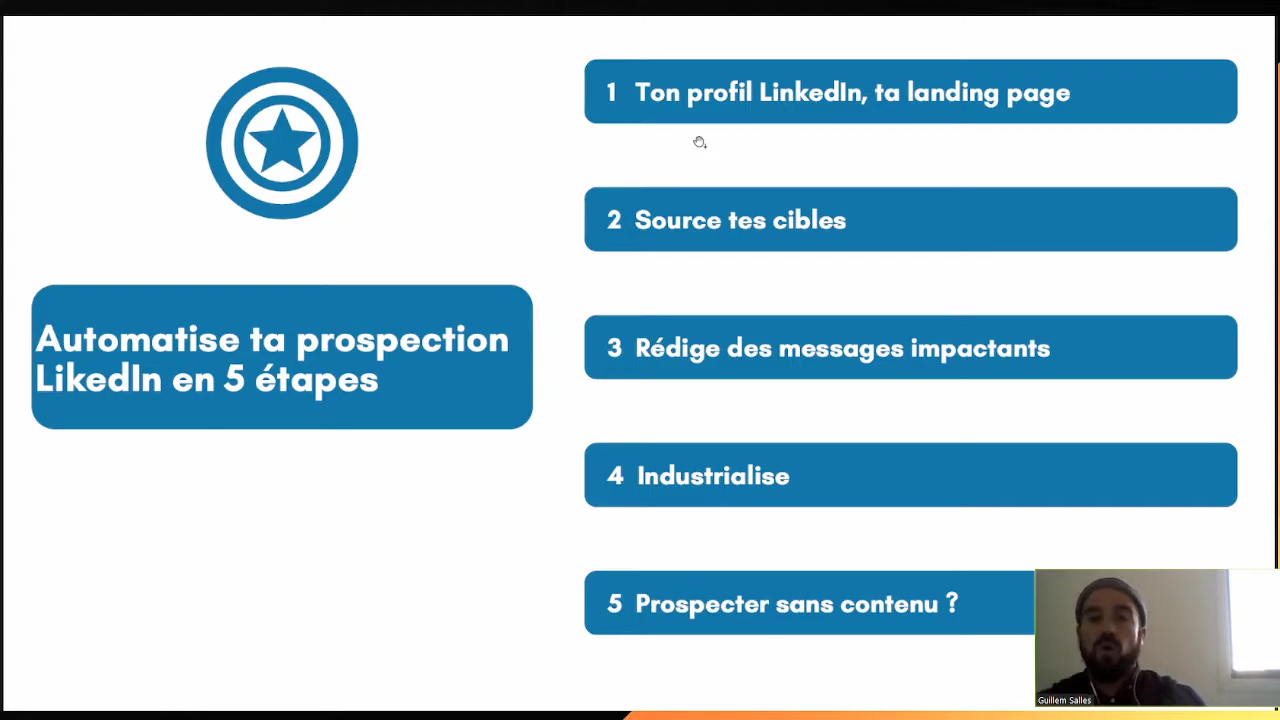 Automatise ta prospection
LikedIn en 5 étapes
1 Ton profil LinkedIn, ta landing page
2 Source tes cibles
3 Rédige des messages impactants
4 Industrialise
5 Prospecter sans contenu ?
Guillem Salles